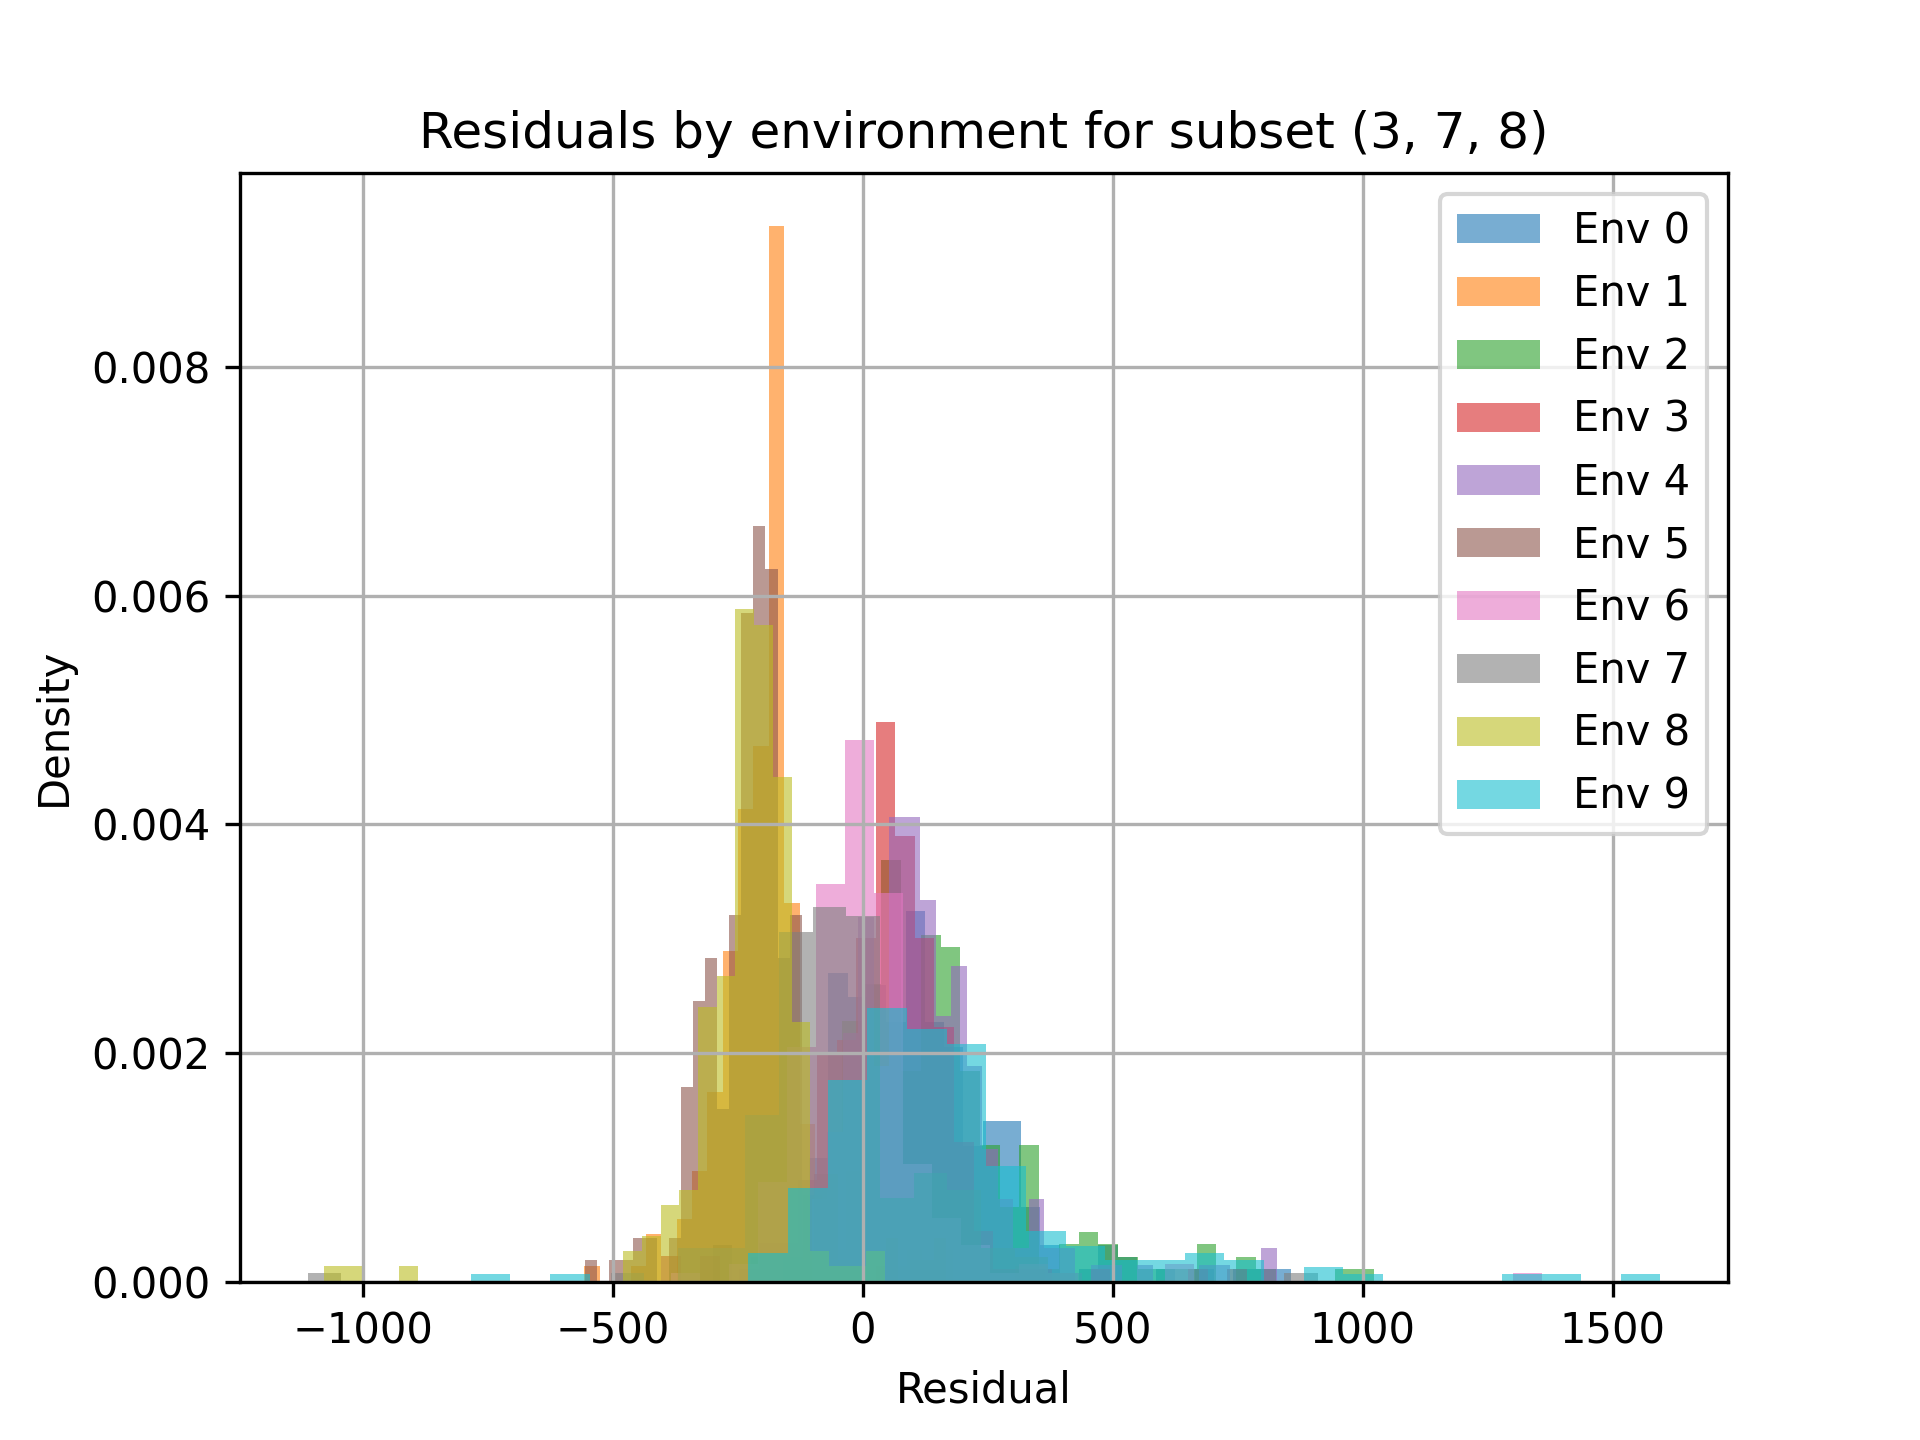 Residuals by environment for subset (3, 7, 8)
Env 0
Env 1
Env 2
Env 3
Env 4
Env 5
Env 6
Env 7
Env 8
Env 9
Density
0.008
0.006
0.004
0.002
0.000
−1000 −500 0 500 1000 1500
Residual